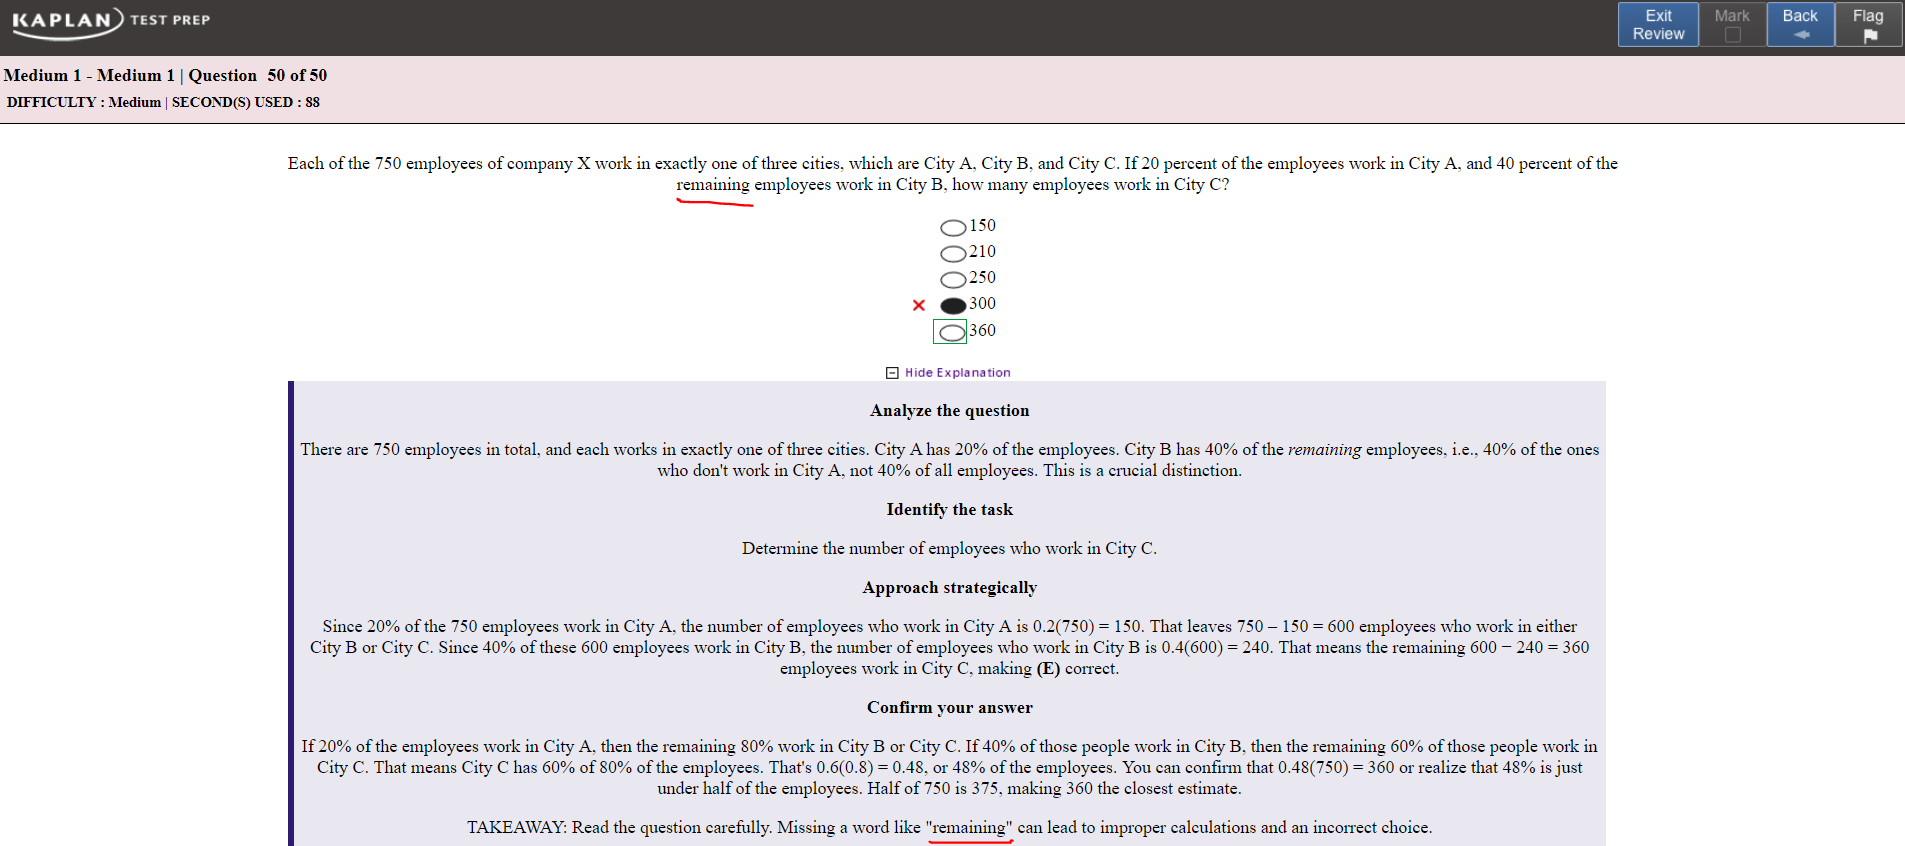 KAPLAN TEST PREP
Exit Review
Mark
Back
Flag
Medium 1 - Medium 1 | Question 50 of 50
DIFFICULTY : Medium | SECOND(S) USED : 88
Each of the 750 employees of company X work in exactly one of three cities, which are City A, City B, and City C. If 20 percent of the employees work in City A, and 40 percent of the
remaining employees work in City B, how many employees work in City C?
150
210
250
300
360
Hide Explanation
Analyze the question
There are 750 employees in total, and each works in exactly one of three cities. City A has 20% of the employees. City B has 40% of the remaining employees, i.e., 40% of the ones
who don't work in City A, not 40% of all employees. This is a crucial distinction.
Identify the task
Determine the number of employees who work in City C.
Approach strategically
Since 20% of the 750 employees work in City A, the number of employees who work in City A is 0.2(750) = 150. That leaves 750 – 150 = 600 employees who work in either
City B or City C. Since 40% of these 600 employees work in City B, the number of employees who work in City B is 0.4(600) = 240. That means the remaining 600 − 240 = 360
employees work in City C, making (E) correct.
Confirm your answer
If 20% of the employees work in City A, then the remaining 80% work in City B or City C. If 40% of those people work in City B, then the remaining 60% of those people work in
City C. That means City C has 60% of 80% of the employees. That's 0.6(0.8) = 0.48, or 48% of the employees. You can confirm that 0.48(750) = 360 or realize that 48% is just
under half of the employees. Half of 750 is 375, making 360 the closest estimate.
TAKEAWAY: Read the question carefully. Missing a word like "remaining" can lead to improper calculations and an incorrect choice.